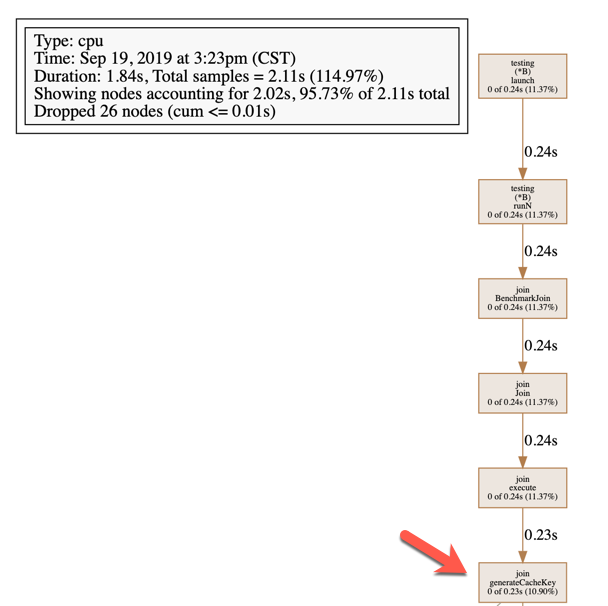 Type: cpu
Time: Sep 19, 2019 at 3:23pm (CST)
Duration: 1.84s, Total samples = 2.11s (114.97%)
Showing nodes accounting for 2.02s, 95.73% of 2.11s total
Dropped 26 nodes (cum <= 0.01s)
testing
(*B)
launch
0 of 0.24s (11.37%)
0.24s
testing
(*B)
runN
0 of 0.24s (11.37%)
0.24s
join
BenchmarkJoin
0 of 0.24s (11.37%)
0.24s
join
Join
0 of 0.24s (11.37%)
0.24s
join
execute
0 of 0.24s (11.37%)
0.23s
join
generateCacheKey
0 of 0.23s (10.90%)